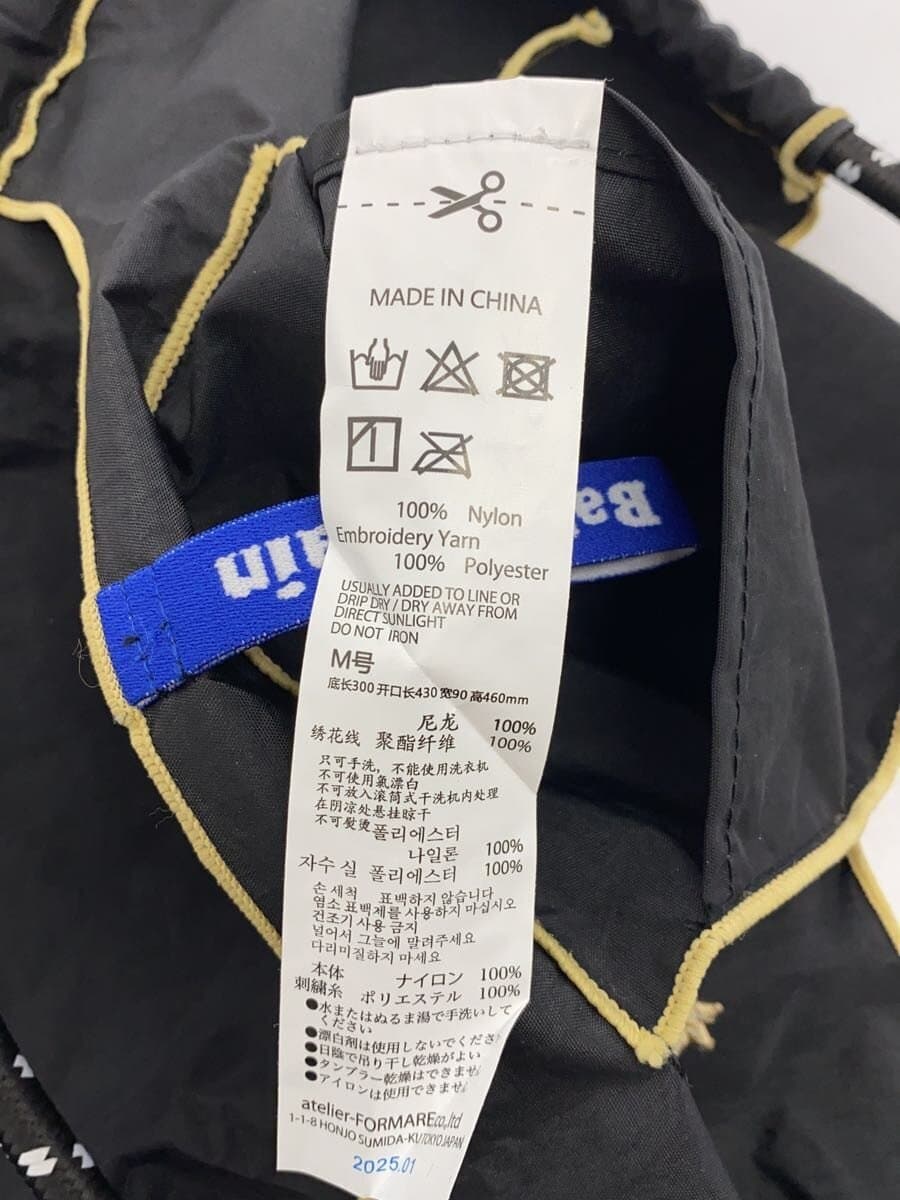 MADE IN CHINA
100% Nylon
Embroidery Yarn
100% Polyester
USUALLY ADDED TO LINE OR
DRIP DRY / DRY AWAY FROM
DIRECT SUNLIGHT
DO NOT IRON
M号
底长300 开口长430 宽90 高460mm
尼龙 100%
绣花线 聚酯纤维 100%
只可手洗，不能使用洗衣机
不可使用氯漂白
不可放入滚筒式干洗机内处理
在阴凉处悬挂晾干
不可熨烫 폴리에스터
나일론 100%
자수 실 폴리에스터 100%
손 세척 표백하지 않습니다
염소 표백제를 사용하지 마십시오
건조기 사용 금지
널어서 그늘에 말려주세요
다리미질하지 마세요
本体 ナイロン 100%
刺繍糸 ポリエステル 100%
●水またはぬるま湯で手洗いして
ください
●漂白剤は使用しないでくださ
●日陰で吊り干し乾燥がよい
●タンブラー乾燥はできませ
●アイロンは使用できませ
atelier-FORMARE co,.ltd
1-1-8 HONJO SUMIDA-KU TOKYO JAPAN
2025.01
Ba
ain